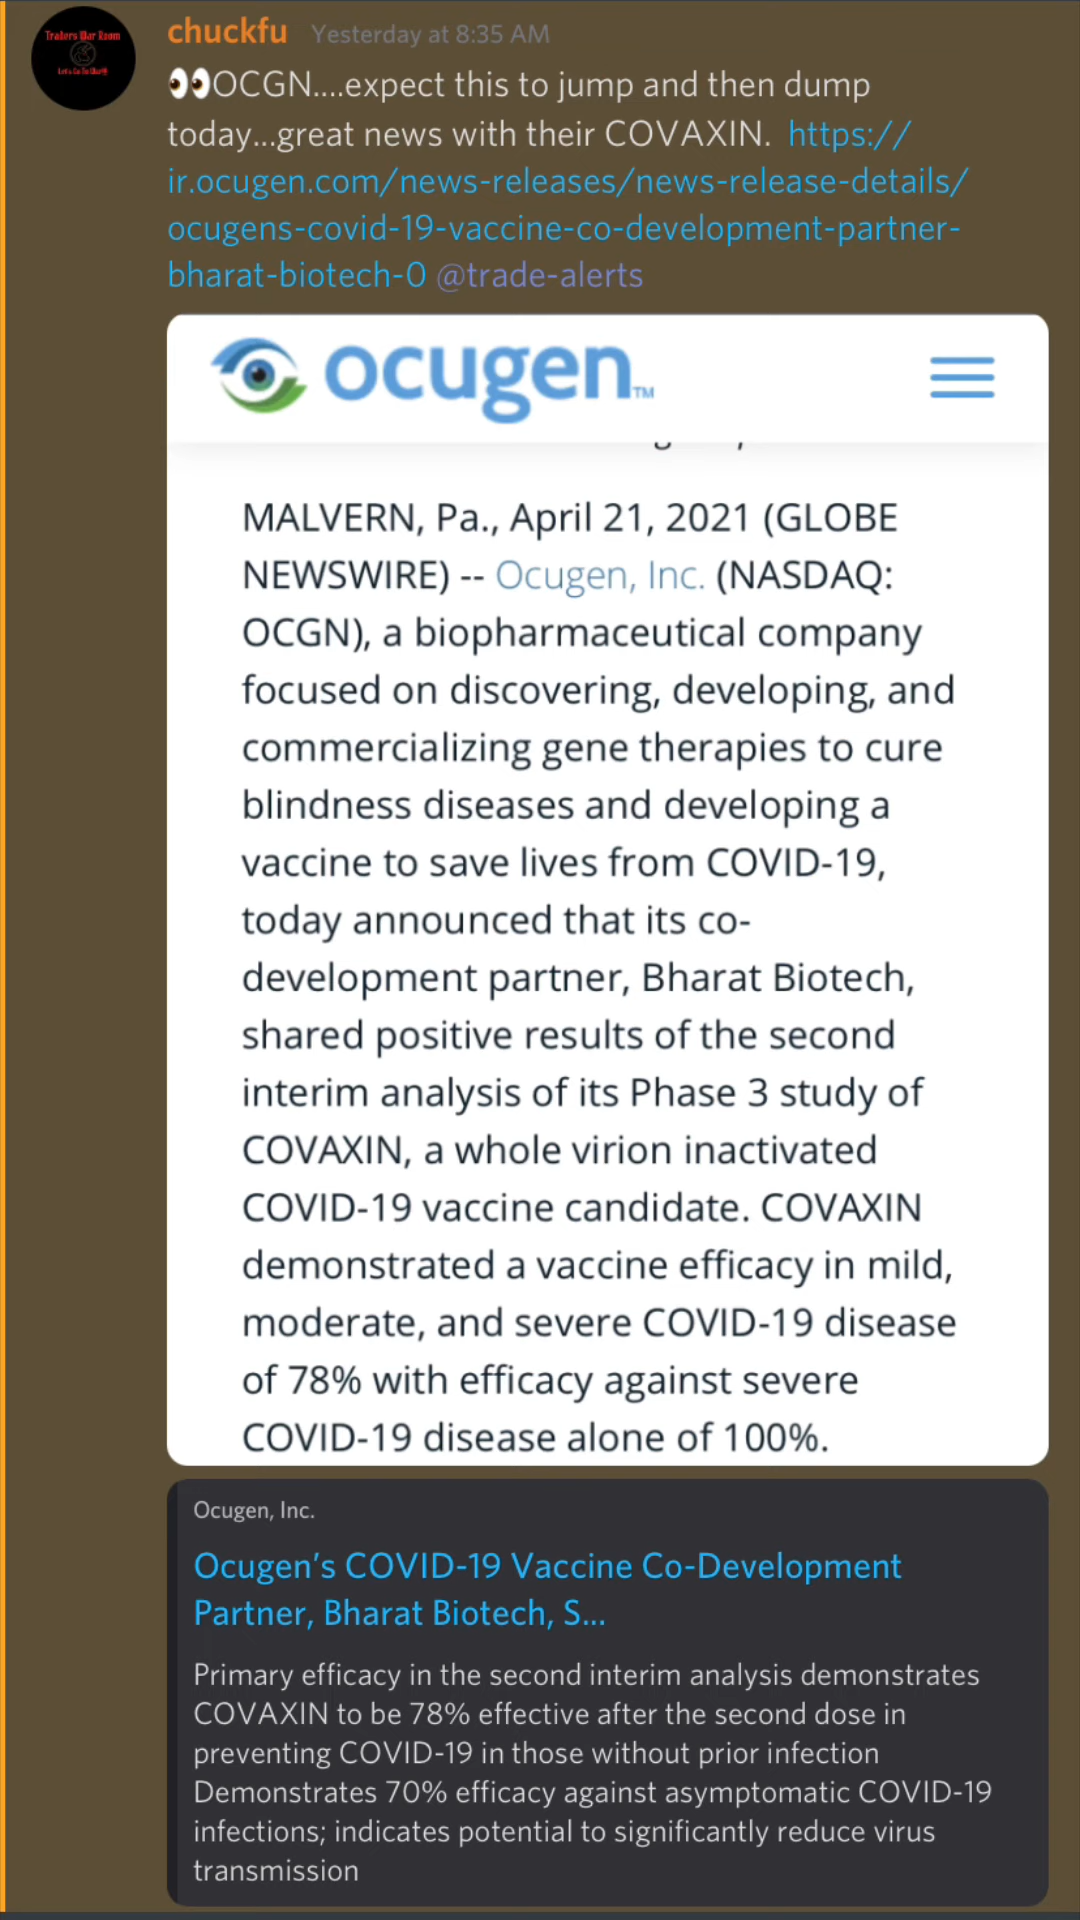 Traders War Room
Let's Go To War!!!
chuckfu Yesterday at 8:35 AM
👀OCGN....expect this to jump and then dump
today...great news with their COVAXIN. https://
ir.ocugen.com/news-releases/news-release-details/
ocugens-covid-19-vaccine-co-development-partner-
bharat-biotech-0 @trade-alerts
ocugen™
MALVERN, Pa., April 21, 2021 (GLOBE
NEWSWIRE) -- Ocugen, Inc. (NASDAQ:
OCGN), a biopharmaceutical company
focused on discovering, developing, and
commercializing gene therapies to cure
blindness diseases and developing a
vaccine to save lives from COVID-19,
today announced that its co-
development partner, Bharat Biotech,
shared positive results of the second
interim analysis of its Phase 3 study of
COVAXIN, a whole virion inactivated
COVID-19 vaccine candidate. COVAXIN
demonstrated a vaccine efficacy in mild,
moderate, and severe COVID-19 disease
of 78% with efficacy against severe
COVID-19 disease alone of 100%.
Ocugen, Inc.
Ocugen’s COVID-19 Vaccine Co-Development
Partner, Bharat Biotech, S...
Primary efficacy in the second interim analysis demonstrates
COVAXIN to be 78% effective after the second dose in
preventing COVID-19 in those without prior infection
Demonstrates 70% efficacy against asymptomatic COVID-19
infections; indicates potential to significantly reduce virus
transmission